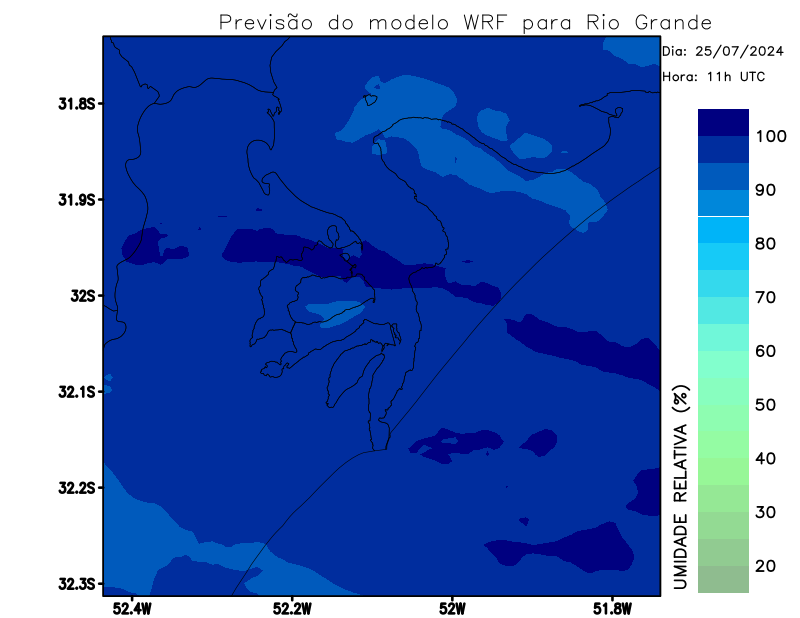 Previsão do modelo WRF para Rio Grande
Dia: 25/07/2024
Hora: 11h UTC
31.8S
31.9S
32S
32.1S
32.2S
32.3S
52.4W
52.2W
52W
51.8W
UMIDADE RELATIVA (%)
100
90
80
70
60
50
40
30
20